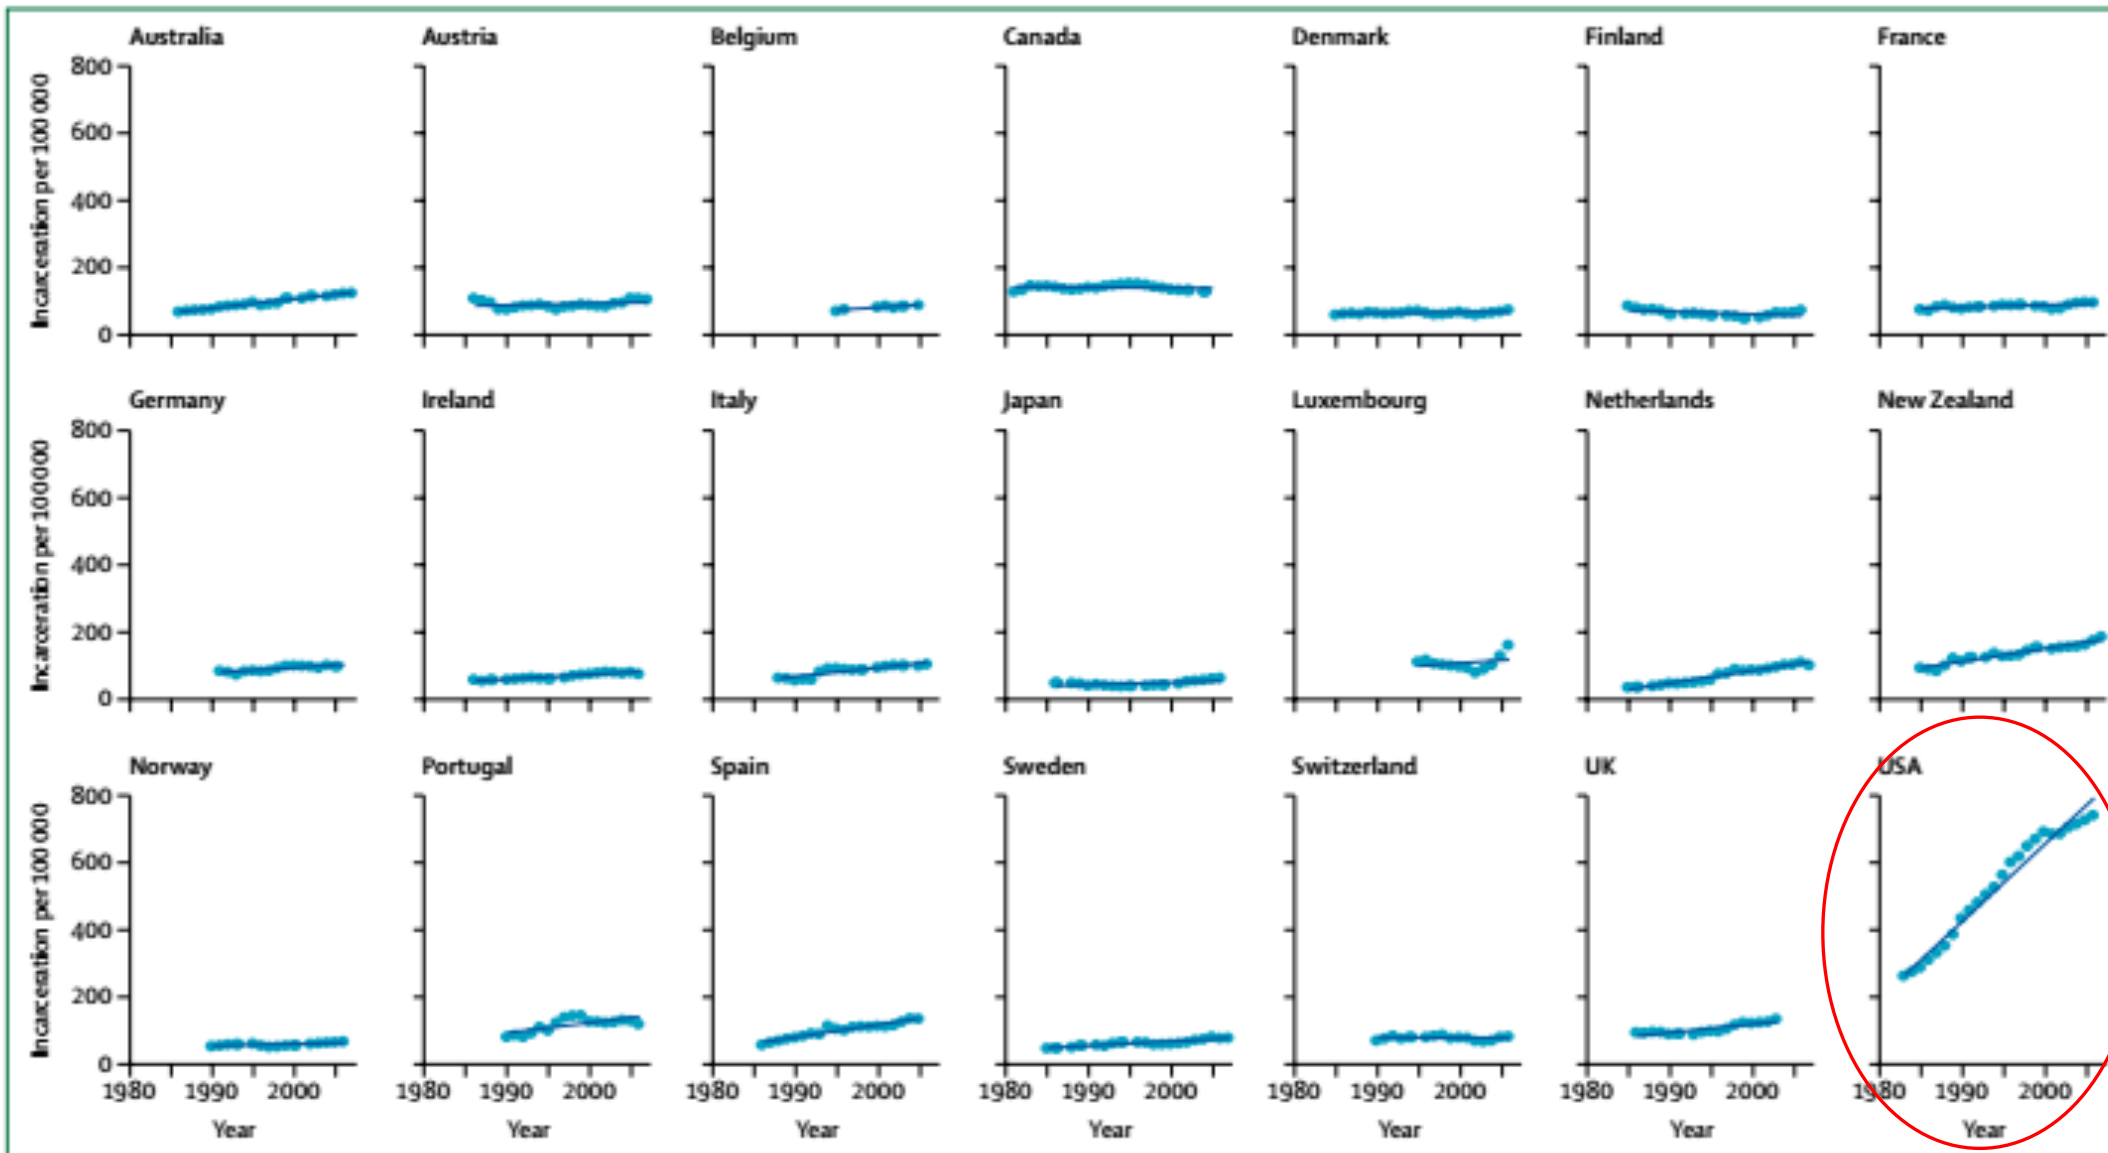 Australia Austria Belgium Canada Denmark Finland France
Incarceration per 100 000
800
600
400
200
0
Germany Ireland Italy Japan Luxembourg Netherlands New Zealand
Incarceration per 100 000
800
600
400
200
0
Norway Portugal Spain Sweden Switzerland UK USA
Incarceration per 100 000
800
600
400
200
0
1980 1990 2000 1980 1990 2000 1980 1990 2000 1980 1990 2000 1980 1990 2000 1980 1990 2000 1980 1990 2000
Year Year Year Year Year Year Year